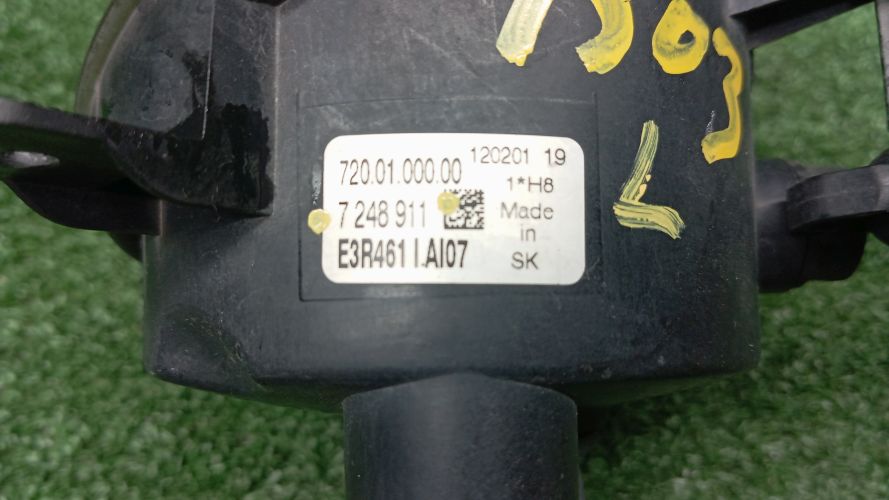 720.01.000.00 120201 19
1*H8
7 248 911 Made
in
E3R461 I.AI07 SK
L